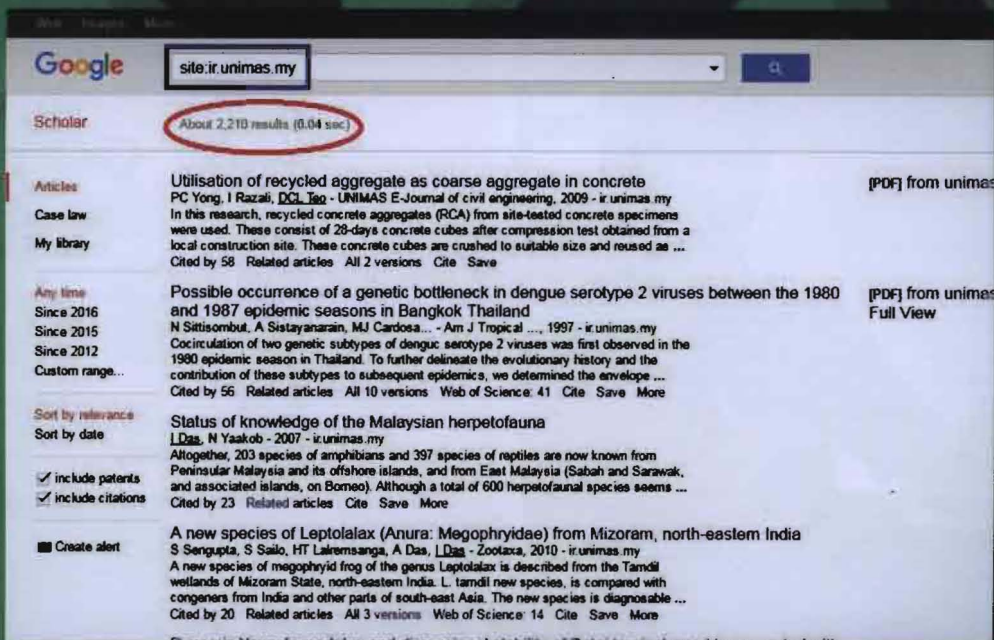 Web Images More
Google
site:ir.unimas.my
Scholar
About 2,210 results (0.04 sec)
Articles
Case law
My library
Any time
Since 2016
Since 2015
Since 2012
Custom range...
Sort by relevance
Sort by date
include patents
include citations
Create alert
Utilisation of recycled aggregate as coarse aggregate in concrete
[PDF] from unimas
PC Yong, I Razali, DCL Teo - UNIMAS E-Journal of civil engineering, 2009 - ir.unimas.my
In this research, recycled concrete aggregates (RCA) from site-tested concrete specimens
were used. These consist of 28-days concrete cubes after compression test obtained from a
local construction site. These concrete cubes are crushed to suitable size and reused as ...
Cited by 58 Related articles All 2 versions Cite Save
Possible occurrence of a genetic bottleneck in dengue serotype 2 viruses between the 1980
and 1987 epidemic seasons in Bangkok Thailand
[PDF] from unimas
Full View
N Sittisombut, A Sistayanarain, MJ Cardosa... - Am J Tropical ..., 1997 - ir.unimas.my
Cocirculation of two genetic subtypes of dengue serotype 2 viruses was first observed in the
1980 epidemic season in Thailand. To further delineate the evolutionary history and the
contribution of these subtypes to subsequent epidemics, we determined the envelope ...
Cited by 56 Related articles All 10 versions Web of Science: 41 Cite Save More
Status of knowledge of the Malaysian herpetofauna
I Das, N Yaakob - 2007 - ir.unimas.my
Altogether, 203 species of amphibians and 397 species of reptiles are now known from
Peninsular Malaysia and its offshore islands, and from East Malaysia (Sabah and Sarawak,
and associated islands, on Borneo). Although a total of 600 herpetofaunal species seems ...
Cited by 23 Related articles Cite Save More
A new species of Leptolalax (Anura: Megophryidae) from Mizoram, north-eastern India
S Sengupta, S Sailo, HT Lalremsanga, A Das, I Das - Zootaxa, 2010 - ir.unimas.my
A new species of megophryid frog of the genus Leptolalax is described from the Tamdil
wetlands of Mizoram State, north-eastern India. L. tamdil new species, is compared with
congeners from India and other parts of south-east Asia. The new species is diagnosable ...
Cited by 20 Related articles All 3 versions Web of Science: 14 Cite Save More